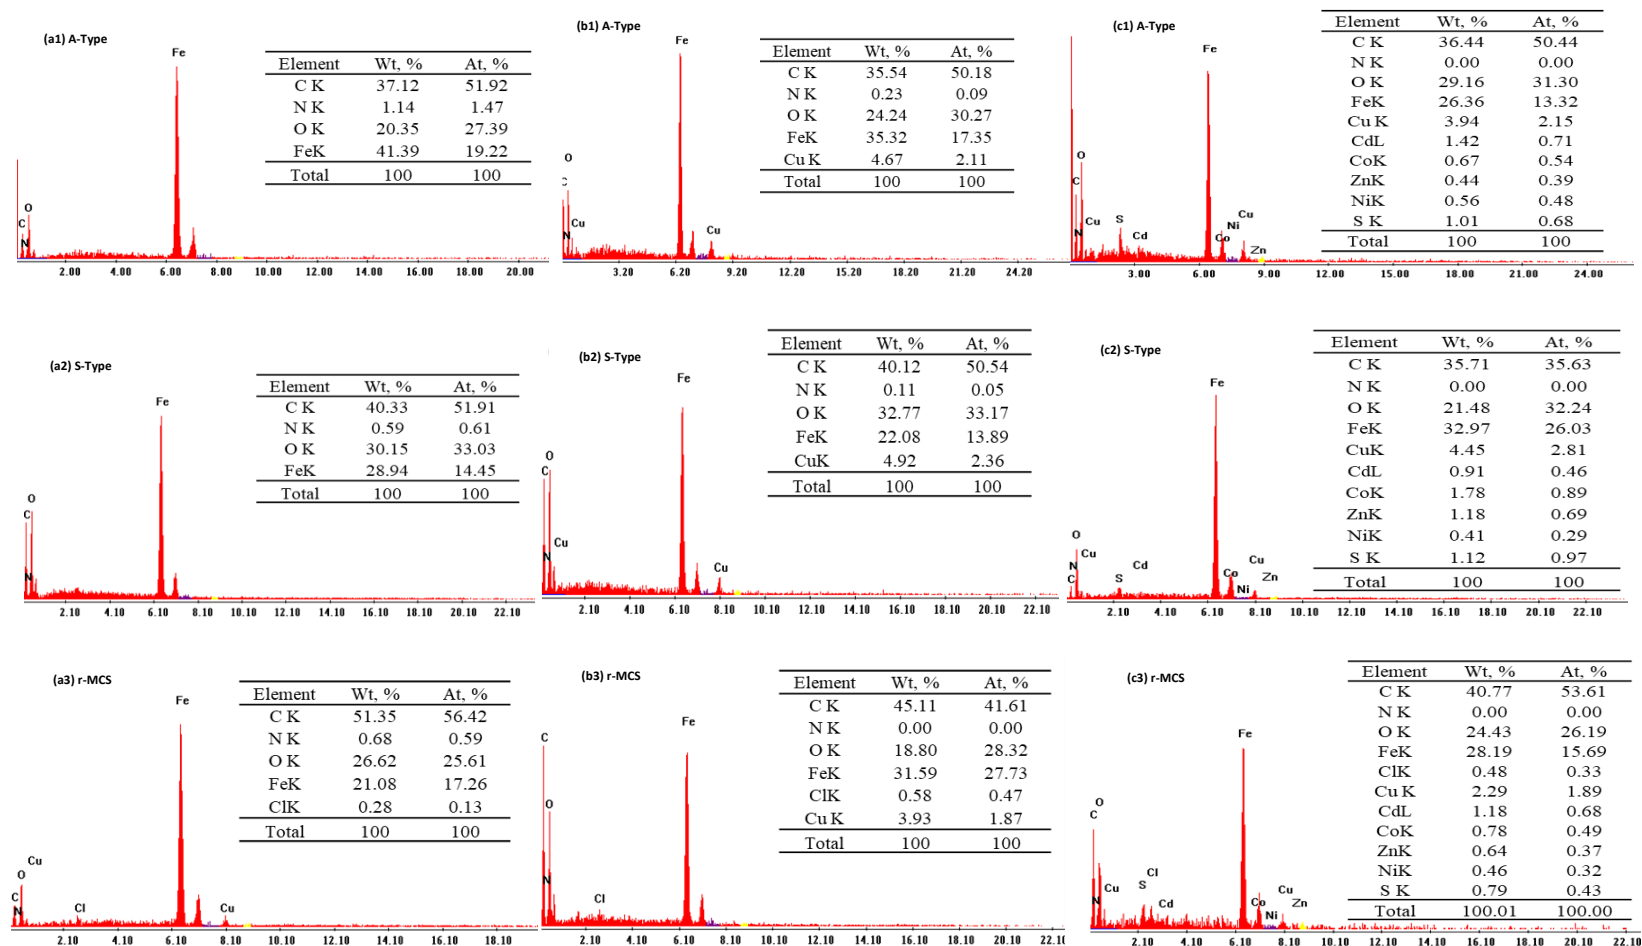 (a1) A-Type
Fe
O
C
N
2.00 4.00 6.00 8.00 10.00 12.00 14.00 16.00 18.00 20.00
Element Wt, % At, %
C K 37.12 51.92
N K 1.14 1.47
O K 20.35 27.39
FeK 41.39 19.22
Total 100 100
(b1) A-Type
Fe
O
C
Cu
N
Cu
3.20 6.20 9.20 12.20 15.20 18.20 21.20 24.20
Element Wt, % At, %
C K 35.54 50.18
N K 0.23 0.09
O K 24.24 30.27
FeK 35.32 17.35
Cu K 4.67 2.11
Total 100 100
(c1) A-Type
Fe
O
C
Cu
N
S
Cd
Co
Ni
Cu
Zn
3.00 6.00 9.00 12.00 15.00 18.00 21.00 24.00
Element Wt, % At, %
C K 36.44 50.44
N K 0.00 0.00
O K 29.16 31.30
FeK 26.36 13.32
Cu K 3.94 2.15
CdL 1.42 0.71
CoK 0.67 0.54
ZnK 0.44 0.39
NiK 0.56 0.48
S K 1.01 0.68
Total 100 100
(a2) S-Type
Fe
O
C
N
2.10 4.10 6.10 8.10 10.10 12.10 14.10 16.10 18.10 20.10 22.10
Element Wt, % At, %
C K 40.33 51.91
N K 0.59 0.61
O K 30.15 33.03
FeK 28.94 14.45
Total 100 100
(b2) S-Type
Fe
O
C
Cu
N
Cu
2.10 4.10 6.10 8.10 10.10 12.10 14.10 16.10 18.10 20.10 22.10
Element Wt, % At, %
C K 40.12 50.54
N K 0.11 0.05
O K 32.77 33.17
FeK 22.08 13.89
CuK 4.92 2.36
Total 100 100
(c2) S-Type
Fe
O
Cu
N
C
S
Cd
Co
Ni
Cu
Zn
2.10 4.10 6.10 8.10 10.10 12.10 14.10 16.10 18.10 20.10 22.10
Element Wt, % At, %
C K 35.71 35.63
N K 0.00 0.00
O K 21.48 32.24
FeK 32.97 26.03
CuK 4.45 2.81
CdL 0.91 0.46
CoK 1.78 0.89
ZnK 1.18 0.69
NiK 0.41 0.29
S K 1.12 0.97
Total 100 100
(a3) r-MCS
Fe
Cu
O
C
N
Cl
Cu
2.10 4.10 6.10 8.10 10.10 12.10 14.10 16.10 18.10
Element Wt, % At, %
C K 51.35 56.42
N K 0.68 0.59
O K 26.62 25.61
FeK 21.08 17.26
ClK 0.28 0.13
Total 100 100
(b3) r-MCS
Fe
C
O
N
Cl
2.10 4.10 6.10 8.10 10.10 12.10 14.10 16.10 18.10 20.10 22.10
Element Wt, % At, %
C K 45.11 41.61
N K 0.00 0.00
O K 18.80 28.32
FeK 31.59 27.73
ClK 0.58 0.47
Cu K 3.93 1.87
Total 100 100
(c3) r-MCS
Fe
O
C
Cu
N
S
Cl
Cd
Co
Ni
Cu
Zn
2.10 4.10 6.10 8.10 10.10 12.10 14.10 16.10 18.10 20.10 22.1
Element Wt, % At, %
C K 40.77 53.61
N K 0.00 0.00
O K 24.43 26.19
FeK 28.19 15.69
ClK 0.48 0.33
Cu K 2.29 1.89
CdL 1.18 0.68
CoK 0.78 0.49
ZnK 0.64 0.37
NiK 0.46 0.32
S K 0.79 0.43
Total 100.01 100.00